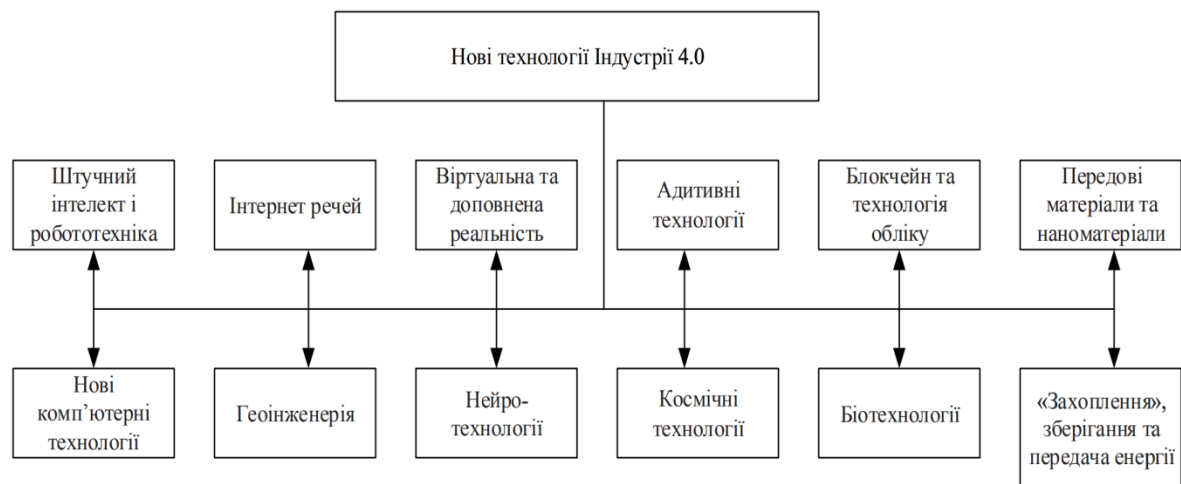 Нові технології Індустрії 4.0
Штучний
інтелект і
робототехніка
Інтернет речей
Віртуальна та
доповнена
реальність
Адитивні
технології
Блокчейн та
технологія
обліку
Передові
матеріали та
наноматеріали
Нові
комп’ютерні
технології
Геоінженерія
Нейро-
технології
Космічні
технології
Біотехнології
«Захоплення»,
зберігання та
передача енергії